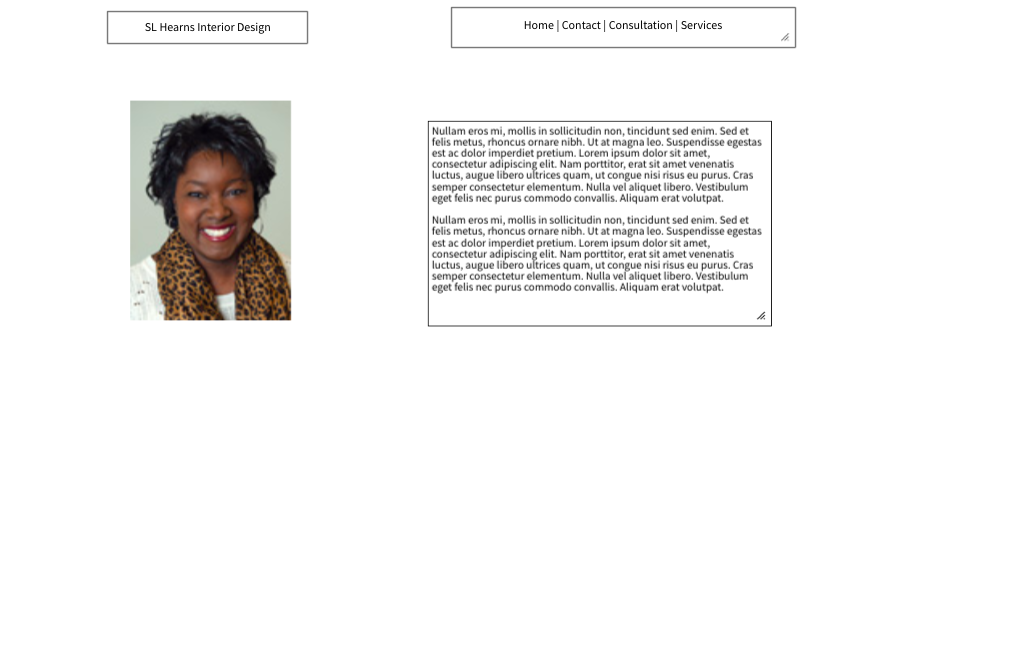 SL Hearns Interior Design
Home | Contact | Consultation | Services
Nullam eros mi, mollis in sollicitudin non, tincidunt sed enim. Sed et
felis metus, rhoncus ornare nibh. Ut at magna leo. Suspendisse egestas
est ac dolor imperdiet pretium. Lorem ipsum dolor sit amet,
consectetur adipiscing elit. Nam porttitor, erat sit amet venenatis
luctus, augue libero ultrices quam, ut congue nisi risus eu purus. Cras
semper consectetur elementum. Nulla vel aliquet libero. Vestibulum
eget felis nec purus commodo convallis. Aliquam erat volutpat.
Nullam eros mi, mollis in sollicitudin non, tincidunt sed enim. Sed et
felis metus, rhoncus ornare nibh. Ut at magna leo. Suspendisse egestas
est ac dolor imperdiet pretium. Lorem ipsum dolor sit amet,
consectetur adipiscing elit. Nam porttitor, erat sit amet venenatis
luctus, augue libero ultrices quam, ut congue nisi risus eu purus. Cras
semper consectetur elementum. Nulla vel aliquet libero. Vestibulum
eget felis nec purus commodo convallis. Aliquam erat volutpat.